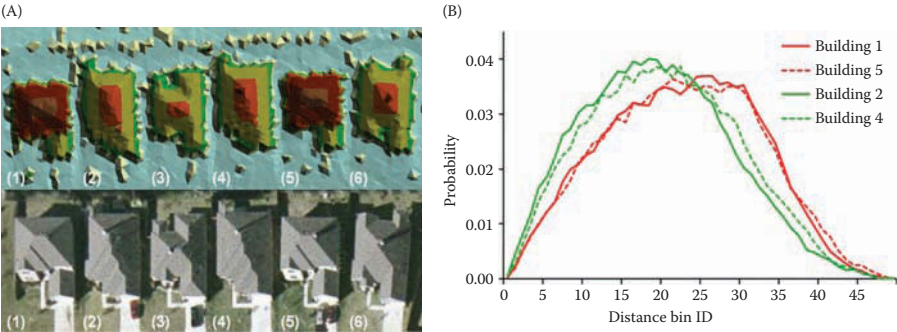 (A)
(1) (2) (3) (4) (5) (6)
(1) (2) (3) (4) (5) (6)
(B)
Probability
0.04
0.03
0.02
0.01
0.00
0 5 10 15 20 25 30 35 40 45
Distance bin ID
Building 1
Building 5
Building 2
Building 4